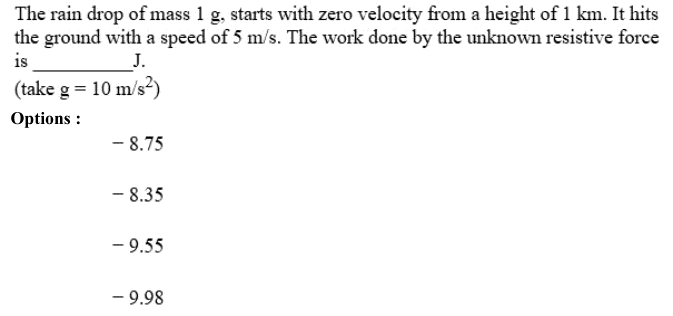 The rain drop of mass 1 g, starts with zero velocity from a height of 1 km. It hits
the ground with a speed of 5 m/s. The work done by the unknown resistive force
is __________J.
(take g = 10 m/s²)
Options :
− 8.75
− 8.35
− 9.55
− 9.98